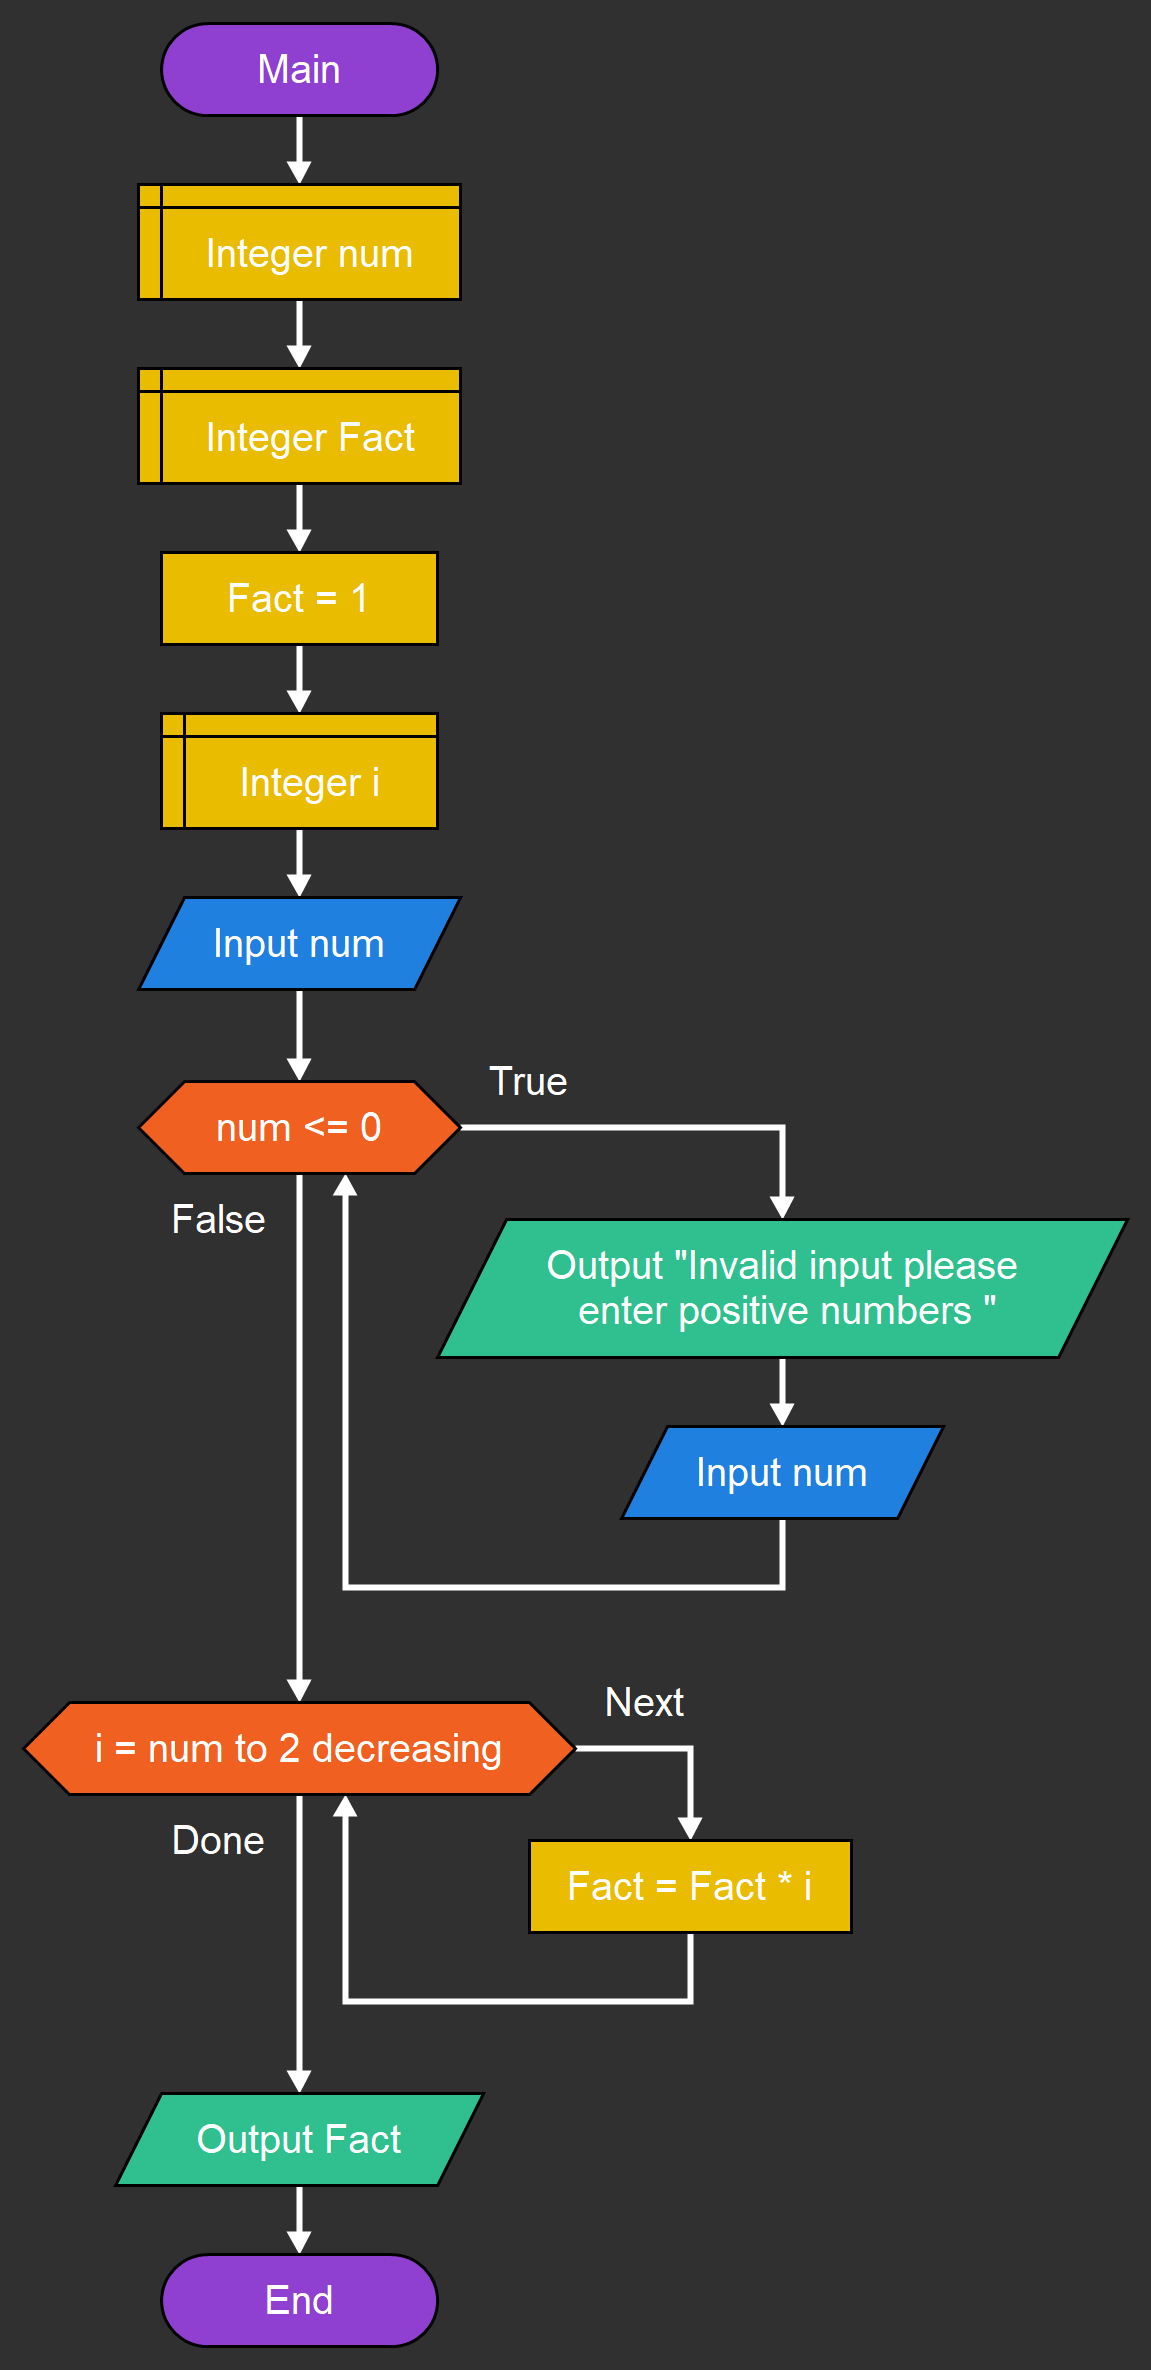 Main
Integer num
Integer Fact
Fact = 1
Integer i
Input num
num <= 0
True
False
Output "Invalid input please
enter positive numbers "
Input num
i = num to 2 decreasing
Next
Done
Fact = Fact * i
Output Fact
End